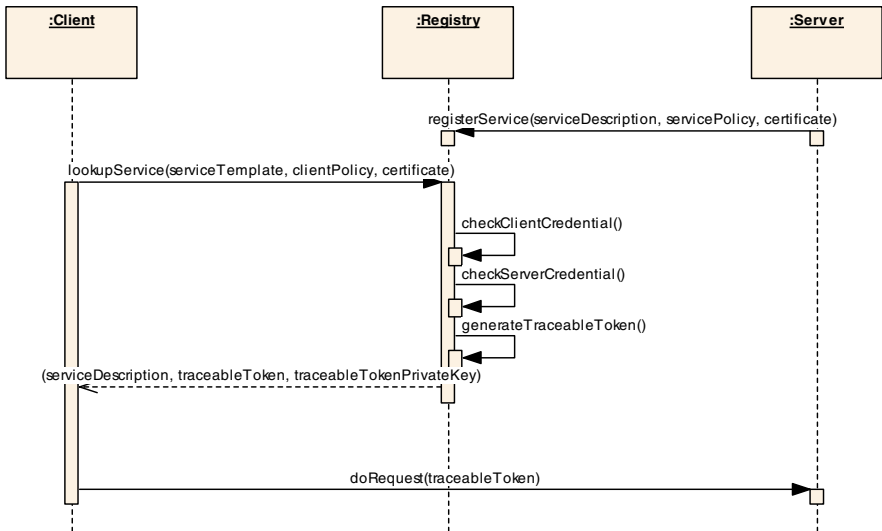 :Client
:Registry
:Server
registerService(serviceDescription, servicePolicy, certificate)
lookupService(serviceTemplate, clientPolicy, certificate)
checkClientCredential()
checkServerCredential()
generateTraceableToken()
(serviceDescription, traceableToken, traceableTokenPrivateKey)
doRequest(traceableToken)